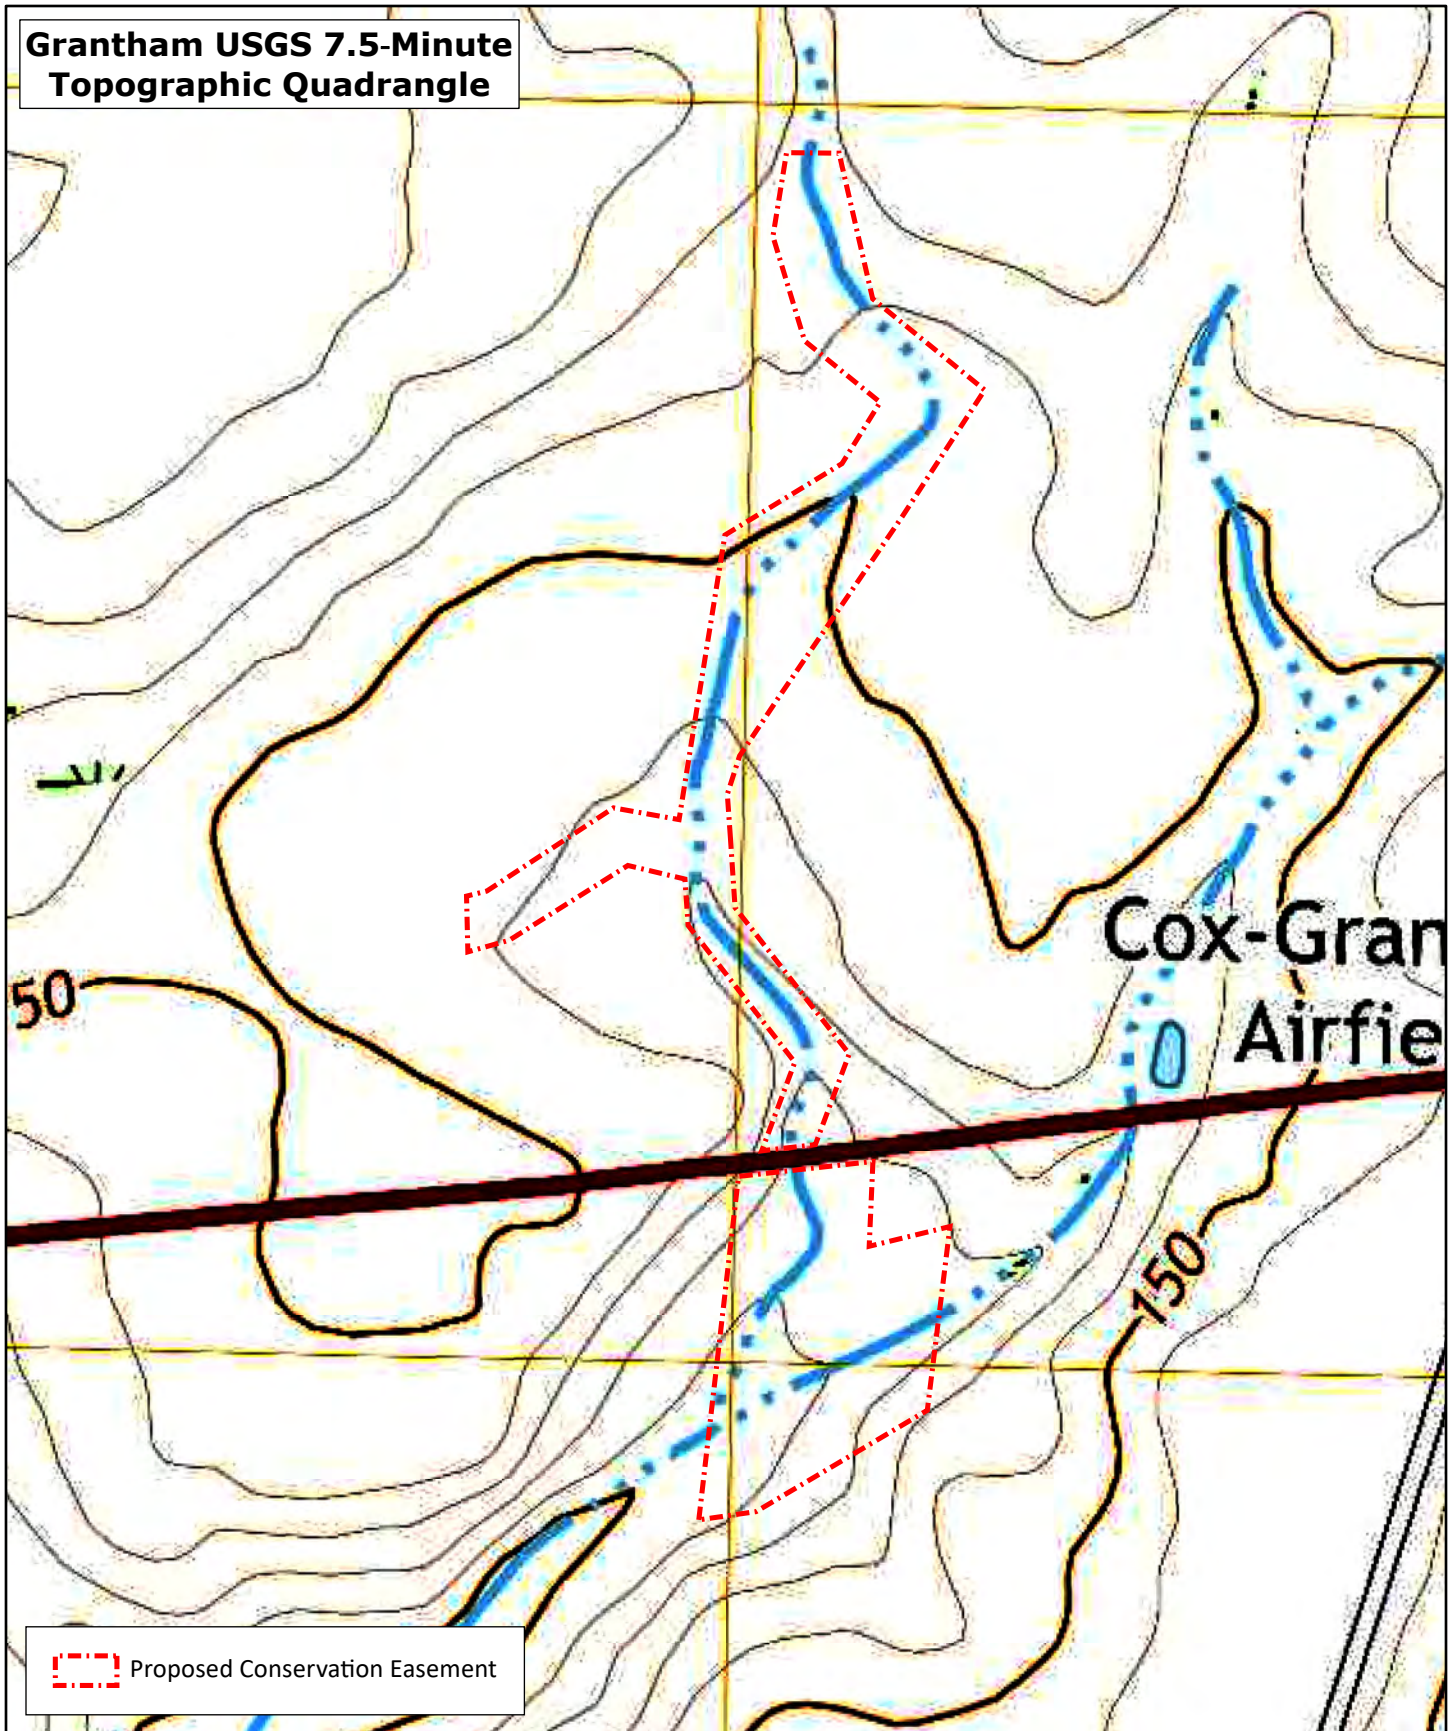 Grantham USGS 7.5-Minute
Topographic Quadrangle
Cox-Gran
50
Airfie
150
Proposed Conservation Easement